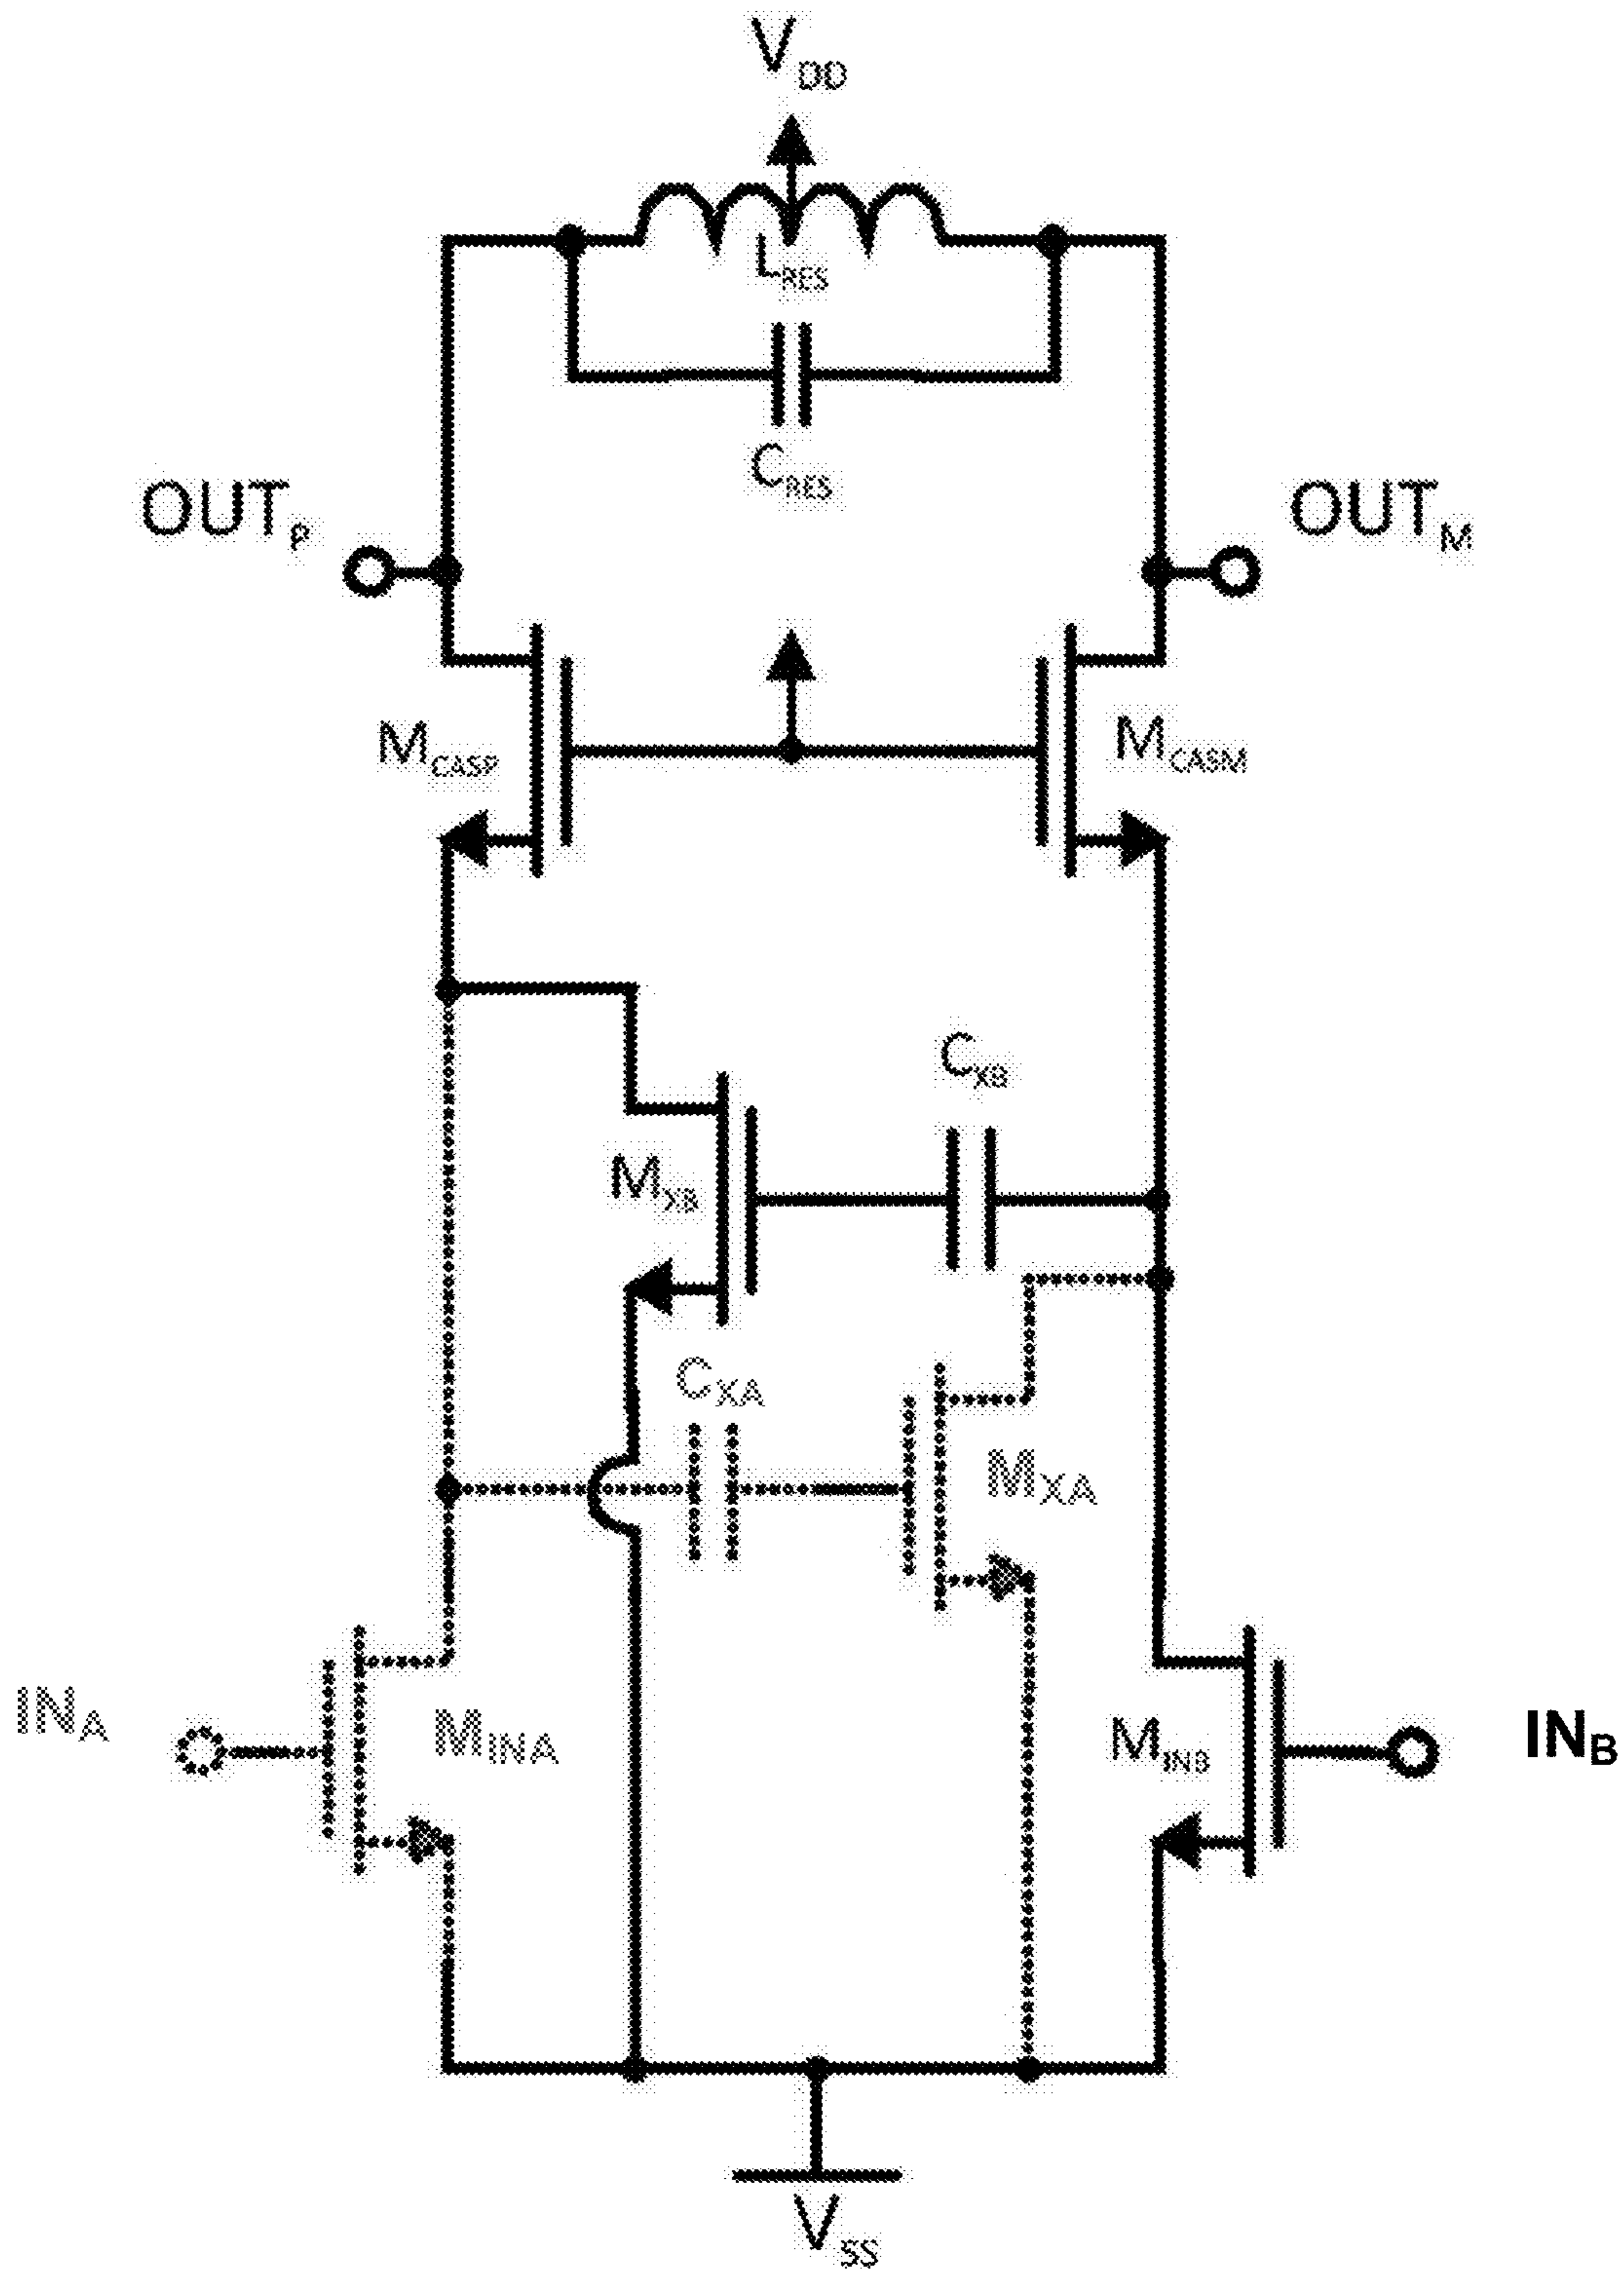 VDD
LRES
CRES
OUTP
OUTM
MCASP
MCASM
CXB
MXB
CXA
MXA
INA
MINA
MINB
INB
VSS